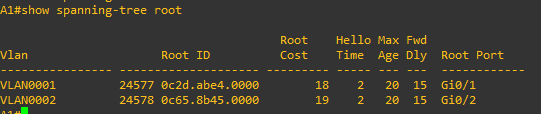 A1#show spanning-tree root
Root Hello Max Fwd
Vlan Root ID Cost Time Age Dly Root Port
---------------- -------------------- --------- ----- --- --- ------------
VLAN0001 24577 0c2d.abe4.0000 18 2 20 15 Gi0/1
VLAN0002 24578 0c65.8b45.0000 19 2 20 15 Gi0/2
A1#